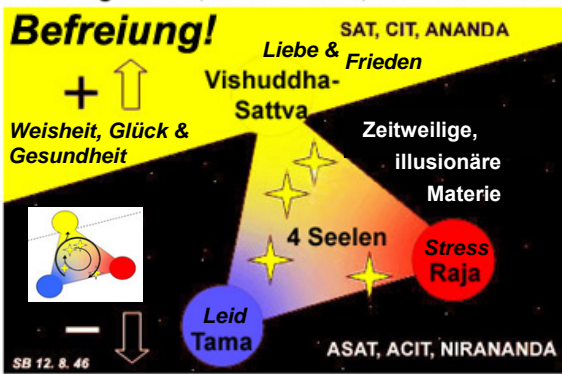 Befreiung!
SAT, CIT, ANANDA
Liebe &
Frieden
+
Vishuddha-
Sattva
Weisheit, Glück &
Gesundheit
Zeitweilige,
illusionäre
Materie
4 Seelen
Stress
Raja
Leid
Tama
–
SB 12. 8. 46
ASAT, ACIT, NIRANANDA